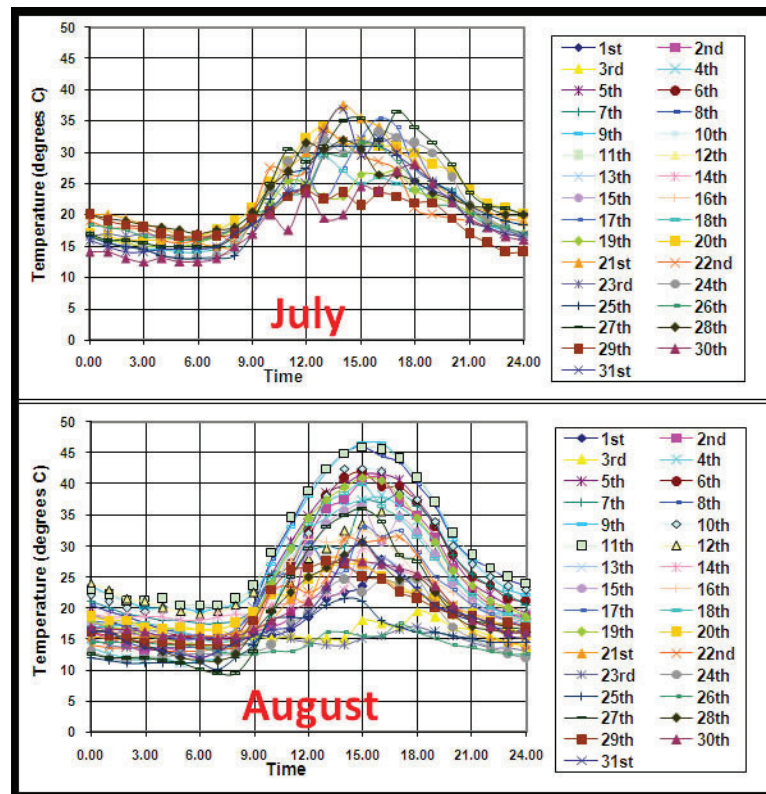 50
45
40
35
30
25
20
15
10
5
0
Temperature (degrees C)
0.00 3.00 6.00 9.00 12.00 15.00 18.00 21.00 24.00
Time
July
1st 2nd
3rd 4th
5th 6th
7th 8th
9th 10th
11th 12th
13th 14th
15th 16th
17th 18th
19th 20th
21st 22nd
23rd 24th
25th 26th
27th 28th
29th 30th
31st
50
45
40
35
30
25
20
15
10
5
0
Temperature (degrees C)
0.00 3.00 6.00 9.00 12.00 15.00 18.00 21.00 24.00
Time
August
1st 2nd
3rd 4th
5th 6th
7th 8th
9th 10th
11th 12th
13th 14th
15th 16th
17th 18th
19th 20th
21st 22nd
23rd 24th
25th 26th
27th 28th
29th 30th
31st